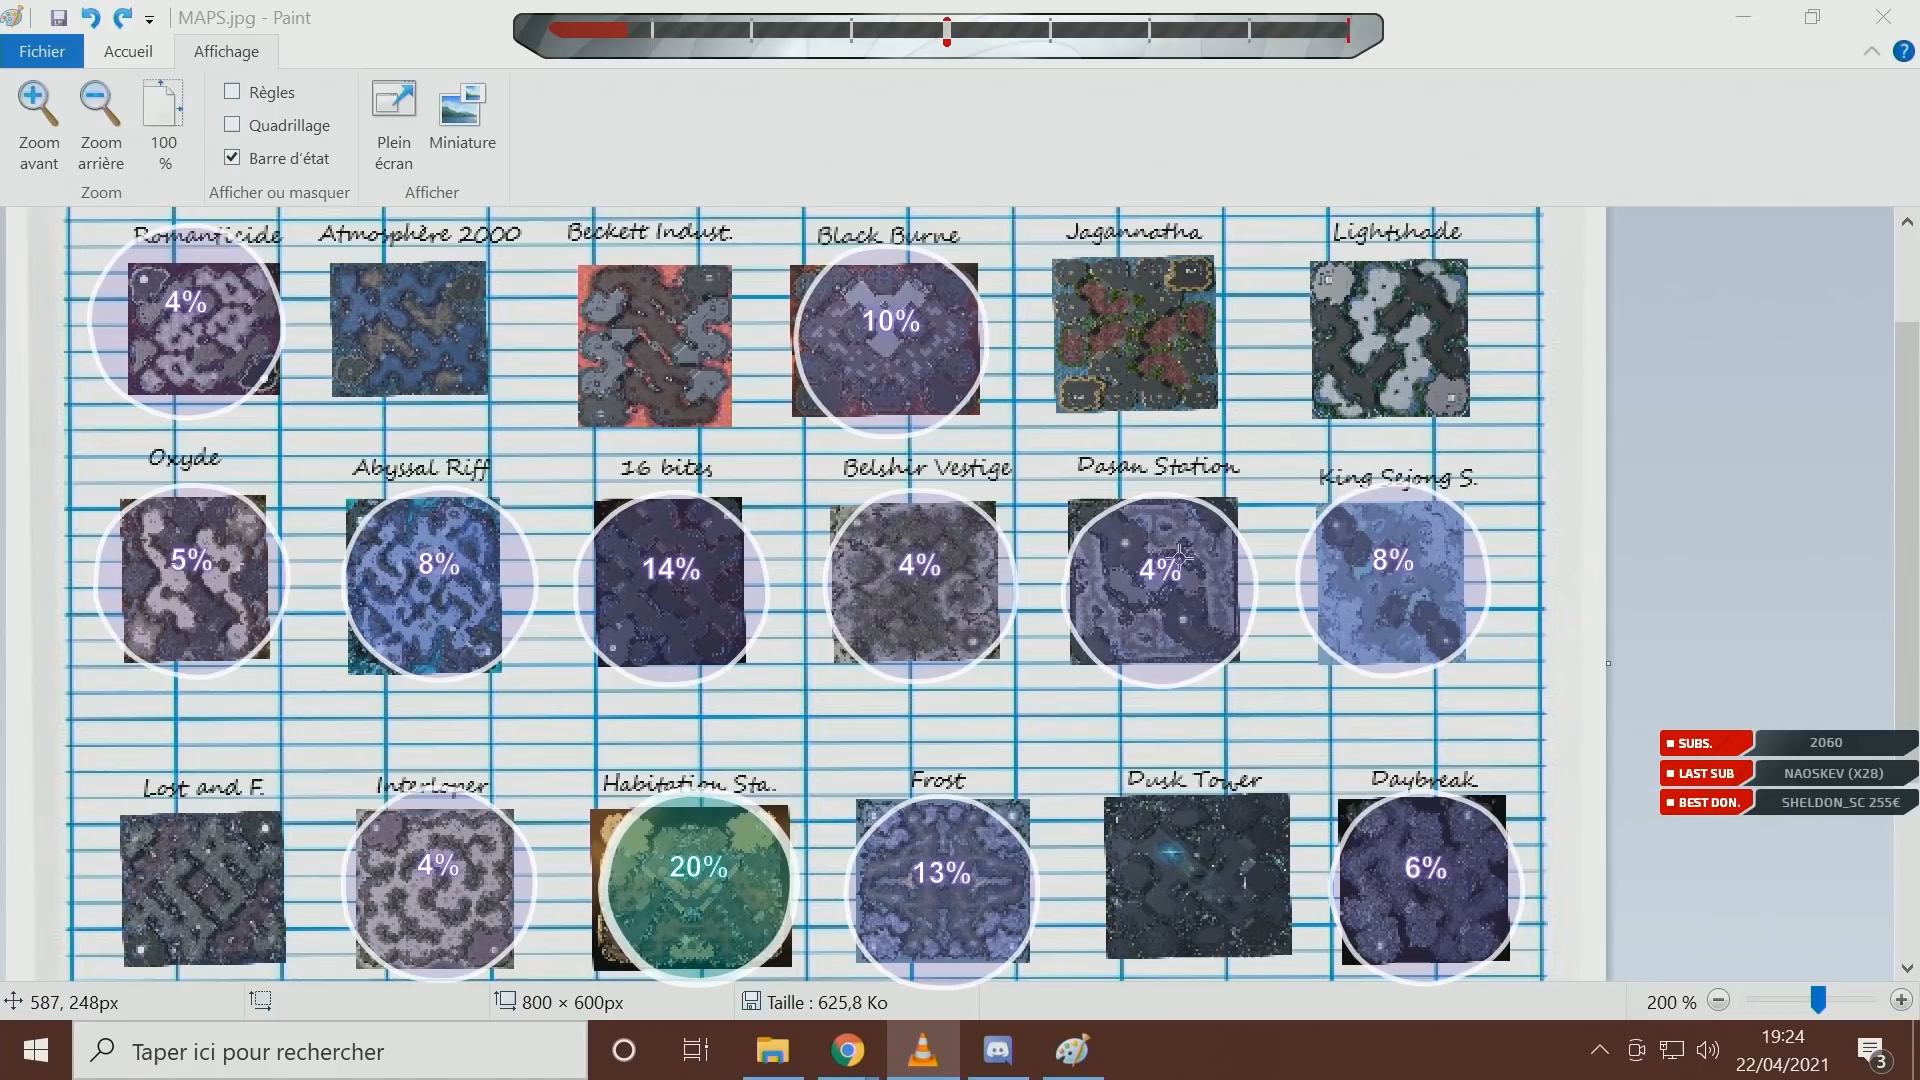 MAPS.jpg - Paint
Fichier
Accueil
Affichage
?
Zoom avant
Zoom arrière
100 %
Règles
Quadrillage
Barre d'état
Plein écran
Miniature
Zoom
Afficher ou masquer
Afficher
Romanticide
Atmosphère 2000
Beckett Indust.
Black Burne
Jagannatha
Lightshade
4%
10%
Oxyde
Abyssal Riff
16 bites
Belshir Vestige
Dasan Station
King Sejong S.
5%
8%
14%
4%
4%
8%
SUBS. 2060
LAST SUB NAOSKEV (X28)
BEST DON. SHELDON_SC 255€
Lost and F.
Interloper
Habitation Sta.
Frost
Dusk Tower
Daybreak
4%
20%
13%
6%
587, 248px
800 × 600px
Taille : 625,8 Ko
200 %
Taper ici pour rechercher
19:24
22/04/2021
3